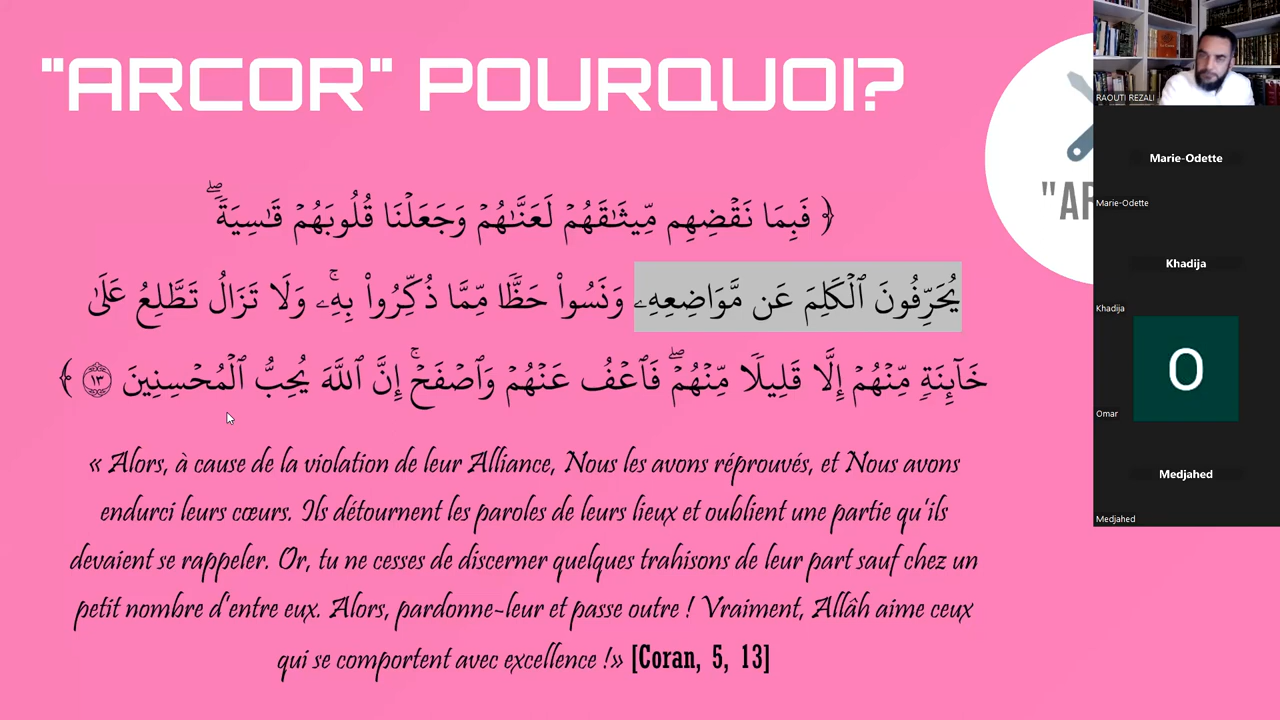 "ARCOR" POURQUOI?
﴿ فَبِمَا نَقۡضِهِم مِّيثَٰقَهُمۡ لَعَنَّٰهُمۡ وَجَعَلۡنَا قُلُوبَهُمۡ قَٰسِيَةٗۖ
يُحَرِّفُونَ ٱلۡكَلِمَ عَن مَّوَاضِعِهِۦ وَنَسُواْ حَظّٗا مِّمَّا ذُكِّرُواْ بِهِۦۚ وَلَا تَزَالُ تَطَّلِعُ عَلَىٰ
خَآئِنَةٖ مِّنۡهُمۡ إِلَّا قَلِيلٗا مِّنۡهُمۡۖ فَٱعۡفُ عَنۡهُمۡ وَٱصۡفَحۡۚ إِنَّ ٱللَّهَ يُحِبُّ ٱلۡمُحۡسِنِينَ ١٣ ﴾
« Alors, à cause de la violation de leur Alliance, Nous les avons réprouvés, et Nous avons
endurci leurs cœurs. Ils détournent les paroles de leurs lieux et oublient une partie qu'ils
devaient se rappeler. Or, tu ne cesses de discerner quelques trahisons de leur part sauf chez un
petit nombre d'entre eux. Alors, pardonne-leur et passe outre ! Vraiment, Allâh aime ceux
qui se comportent avec excellence !» [Coran, 5, 13]
"AR
RAOUTI REZALI
Marie-Odette
Marie-Odette
Khadija
Khadija
O
Omar
Medjahed
Medjahed